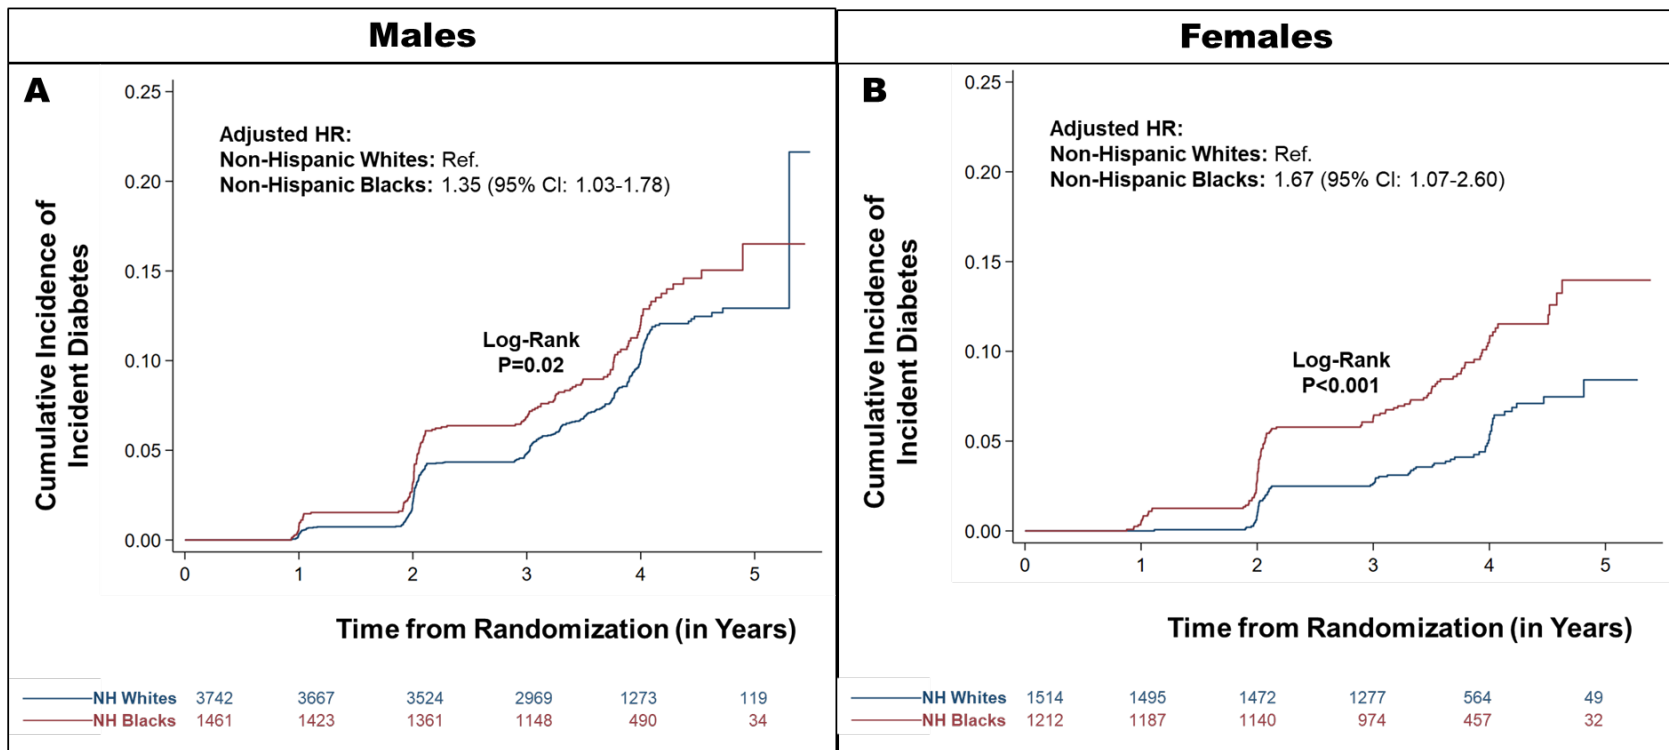 Males
Females
A
Adjusted HR:
Non-Hispanic Whites: Ref.
Non-Hispanic Blacks: 1.35 (95% CI: 1.03-1.78)
Log-Rank
P=0.02
Cumulative Incidence of
Incident Diabetes
0.25
0.20
0.15
0.10
0.05
0.00
0 1 2 3 4 5
Time from Randomization (in Years)
NH Whites 3742 3667 3524 2969 1273 119
NH Blacks 1461 1423 1361 1148 490 34
B
Adjusted HR:
Non-Hispanic Whites: Ref.
Non-Hispanic Blacks: 1.67 (95% CI: 1.07-2.60)
Log-Rank
P<0.001
Cumulative Incidence of
Incident Diabetes
0.25
0.20
0.15
0.10
0.05
0.00
0 1 2 3 4 5
Time from Randomization (in Years)
NH Whites 1514 1495 1472 1277 564 49
NH Blacks 1212 1187 1140 974 457 32